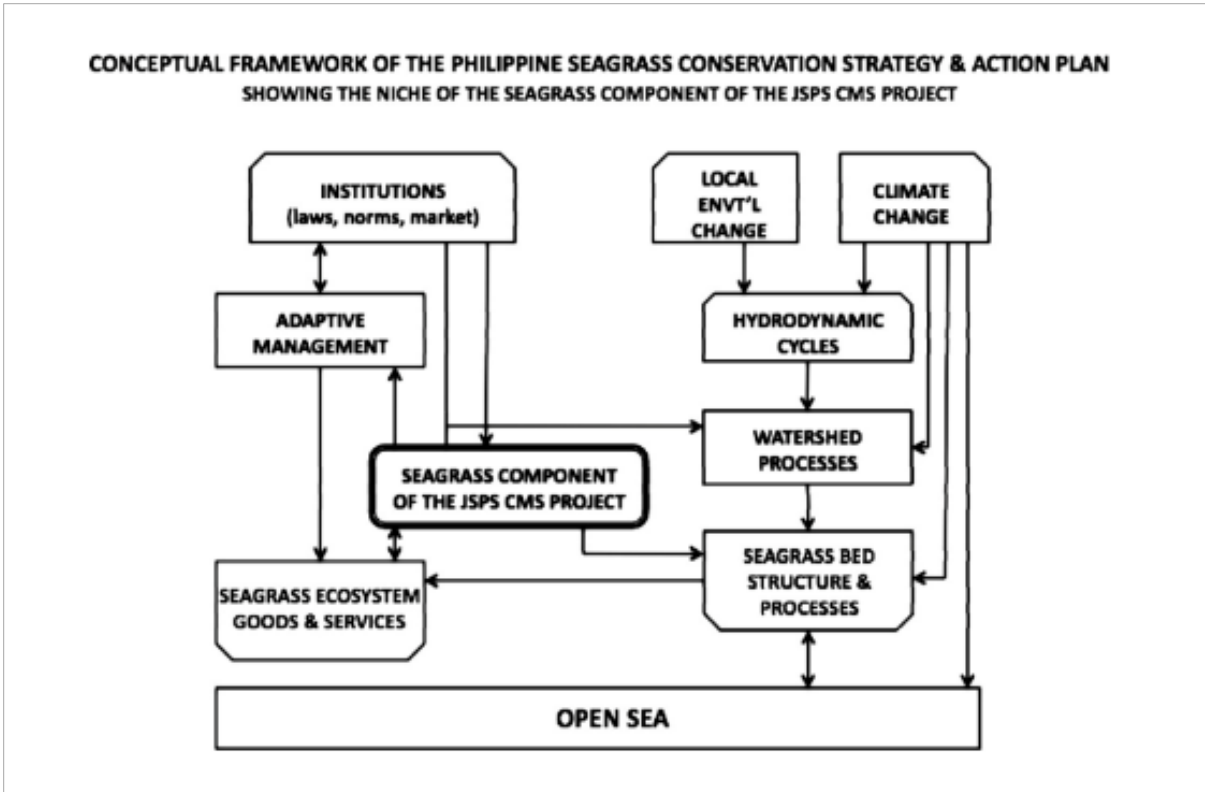 CONCEPTUAL FRAMEWORK OF THE PHILIPPINE SEAGRASS CONSERVATION STRATEGY & ACTION PLAN
SHOWING THE NICHE OF THE SEAGRASS COMPONENT OF THE JSPS CMS PROJECT
INSTITUTIONS
(laws, norms, market)
LOCAL
ENVT'L
CHANGE
CLIMATE
CHANGE
ADAPTIVE
MANAGEMENT
HYDRODYNAMIC
CYCLES
WATERSHED
PROCESSES
SEAGRASS COMPONENT
OF THE JSPS CMS PROJECT
SEAGRASS BED
STRUCTURE &
PROCESSES
SEAGRASS ECOSYSTEM
GOODS & SERVICES
OPEN SEA